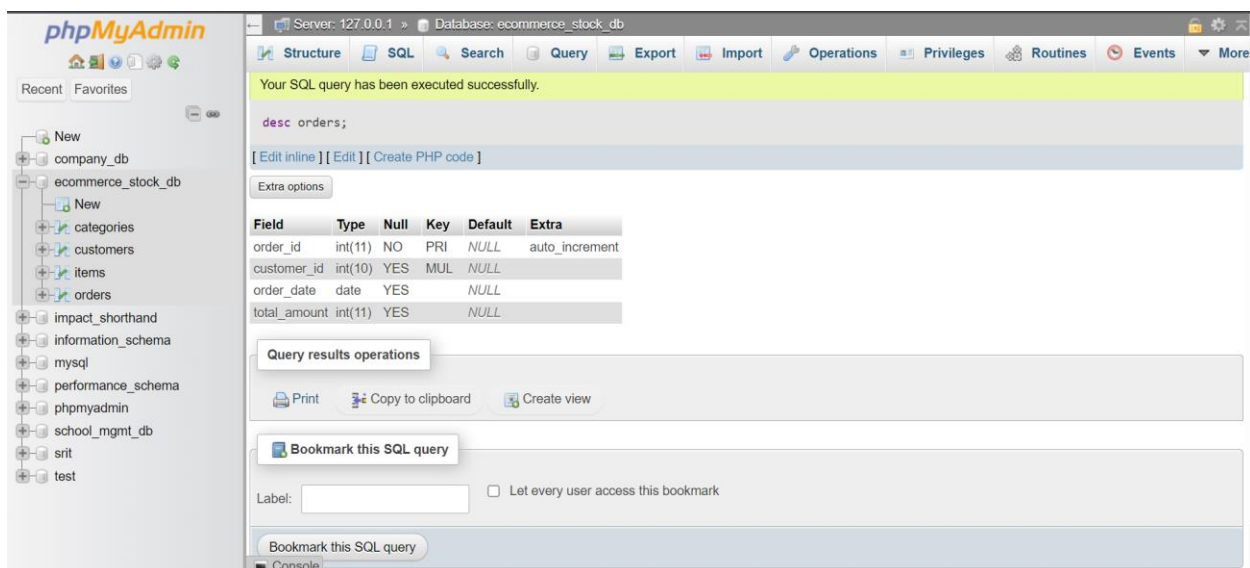 phpMyAdmin
Recent Favorites
New
company_db
ecommerce_stock_db
New
categories
customers
items
orders
impact_shorthand
information_schema
mysql
performance_schema
phpmyadmin
school_mgmt_db
srit
test
Server: 127.0.0.1 » Database: ecommerce_stock_db
Structure SQL Search Query Export Import Operations Privileges Routines Events More
Your SQL query has been executed successfully.
desc orders;
[ Edit inline ] [ Edit ] [ Create PHP code ]
Extra options
Field Type Null Key Default Extra
order_id int(11) NO PRI NULL auto_increment
customer_id int(10) YES MUL NULL
order_date date YES NULL
total_amount int(11) YES NULL
Query results operations
Print Copy to clipboard Create view
Bookmark this SQL query
Label: Let every user access this bookmark
Bookmark this SQL query
Console